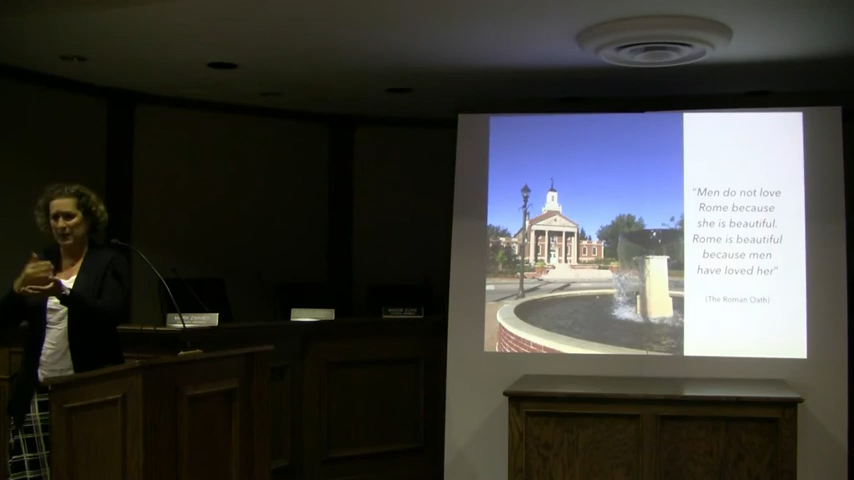 "Men do not love
Rome because
she is beautiful.
Rome is beautiful
because men
have loved her"
(The Roman Oath)